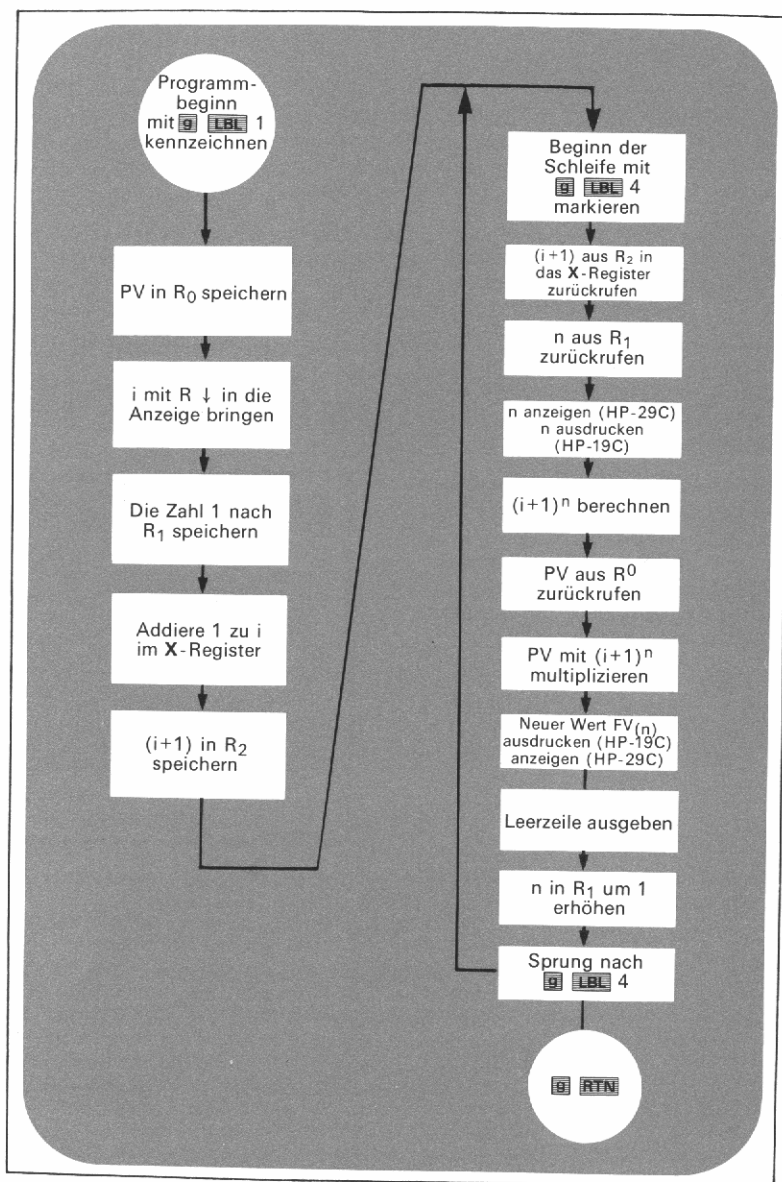 Programm-
beginn
mit g LBL 1
kennzeichnen
PV in R₀ speichern
i mit R ↓ in die
Anzeige bringen
Die Zahl 1 nach
R₁ speichern
Addiere 1 zu i
im X-Register
(i+1) in R₂
speichern
Beginn der
Schleife mit
g LBL 4
markieren
(i+1) aus R₂ in
das X-Register
zurückrufen
n aus R₁
zurückrufen
n anzeigen (HP-29C)
n ausdrucken
(HP-19C)
(i+1)ⁿ berechnen
PV aus R⁰
zurückrufen
PV mit (i+1)ⁿ
multiplizieren
Neuer Wert FV₍ₙ₎
ausdrucken (HP-19C)
anzeigen (HP-29C)
Leerzeile ausgeben
n in R₁ um 1
erhöhen
Sprung nach
g LBL 4
g RTN